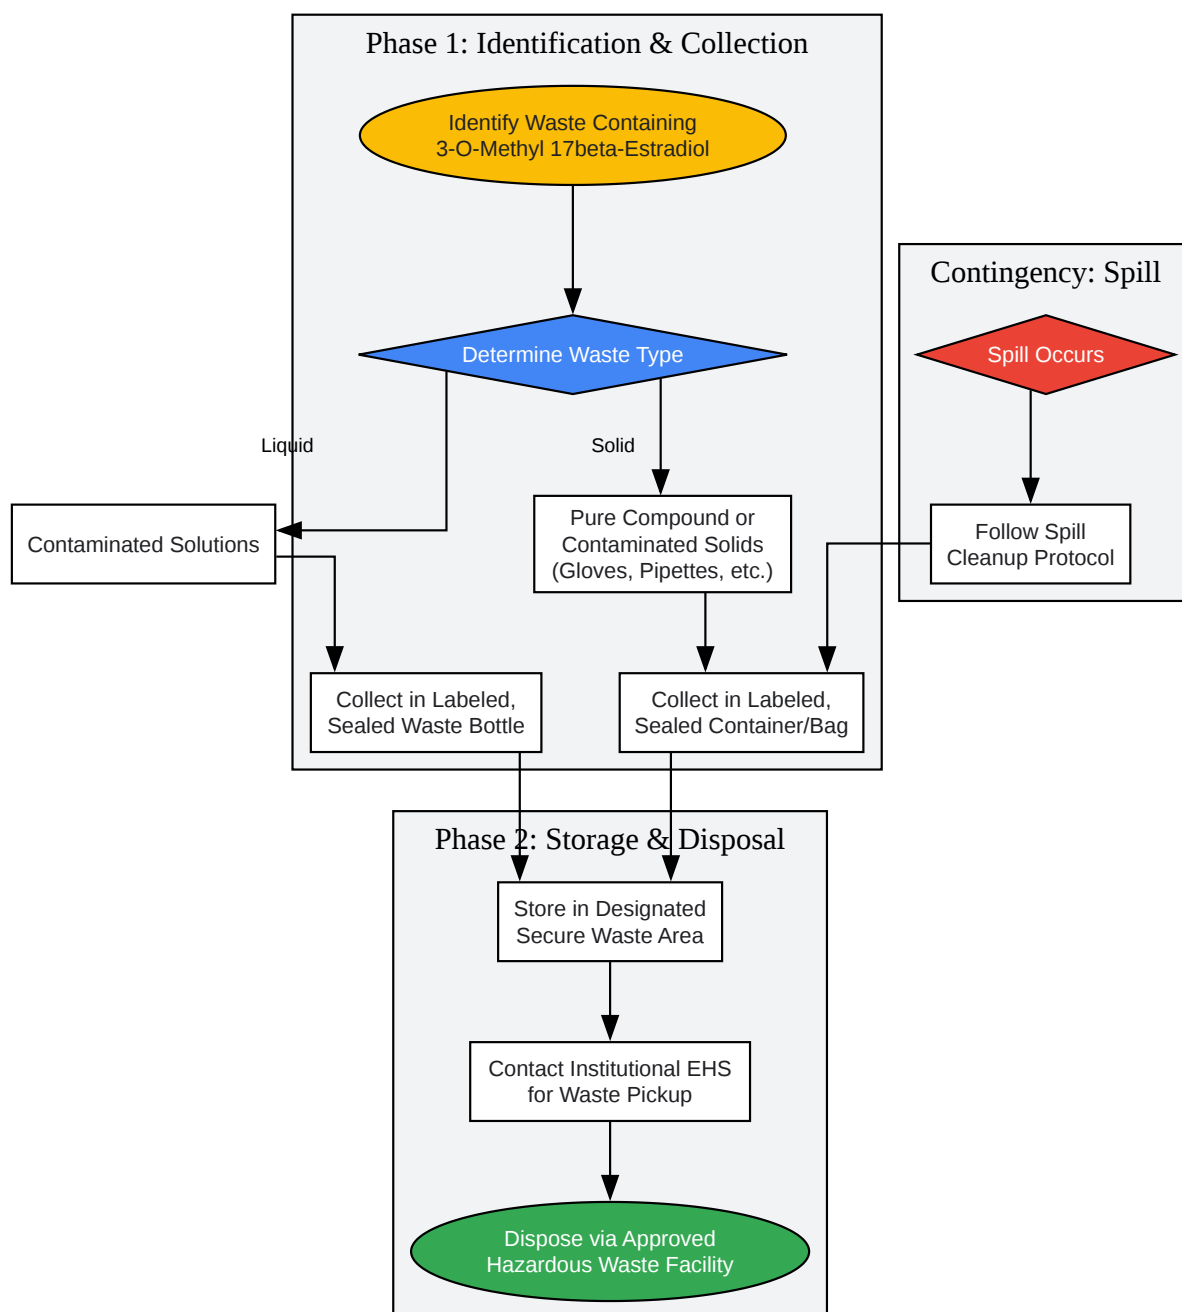 Phase 1: Identification & Collection
Identify Waste Containing
3-O-Methyl 17beta-Estradiol
Contingency: Spill
Determine Waste Type
Spill Occurs
Liquid
Solid
Contaminated Solutions
Pure Compound or
Contaminated Solids
(Gloves, Pipettes, etc.)
Follow Spill
Cleanup Protocol
Collect in Labeled,
Sealed Waste Bottle
Collect in Labeled,
Sealed Container/Bag
Phase 2: Storage & Disposal
Store in Designated
Secure Waste Area
Contact Institutional EHS
for Waste Pickup
Dispose via Approved
Hazardous Waste Facility